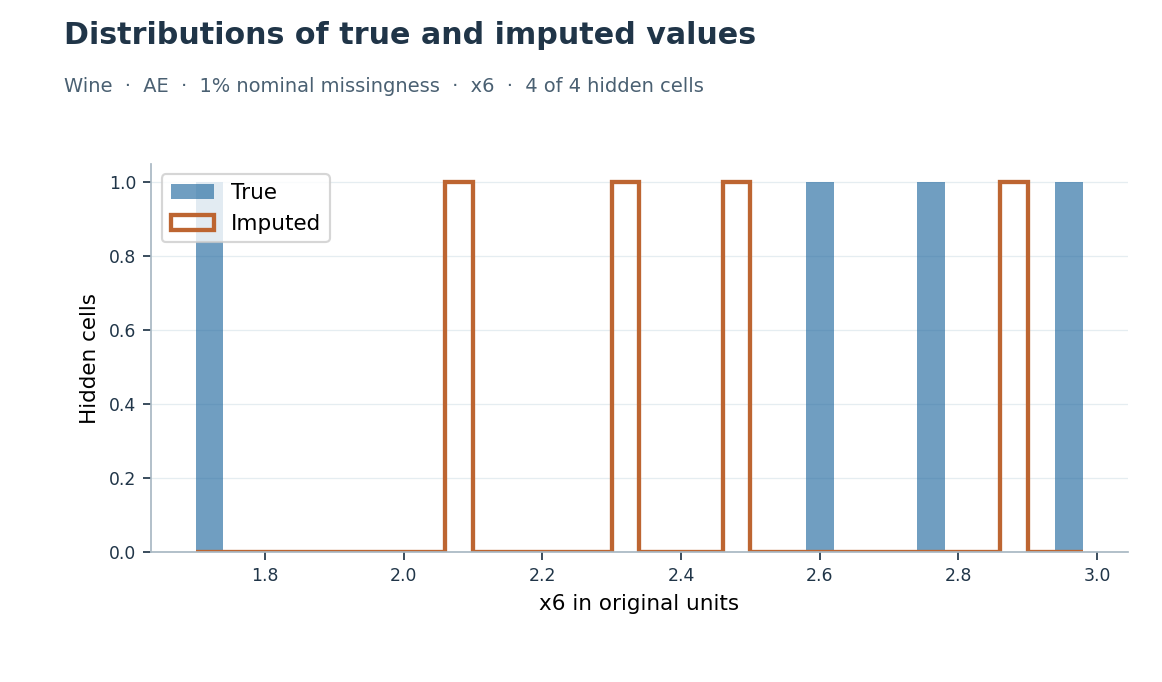 Distributions of true and imputed values
Wine · AE · 1% nominal missingness · x6 · 4 of 4 hidden cells
True
Imputed
Hidden cells
1.0
0.8
0.6
0.4
0.2
0.0
1.8 2.0 2.2 2.4 2.6 2.8 3.0
x6 in original units